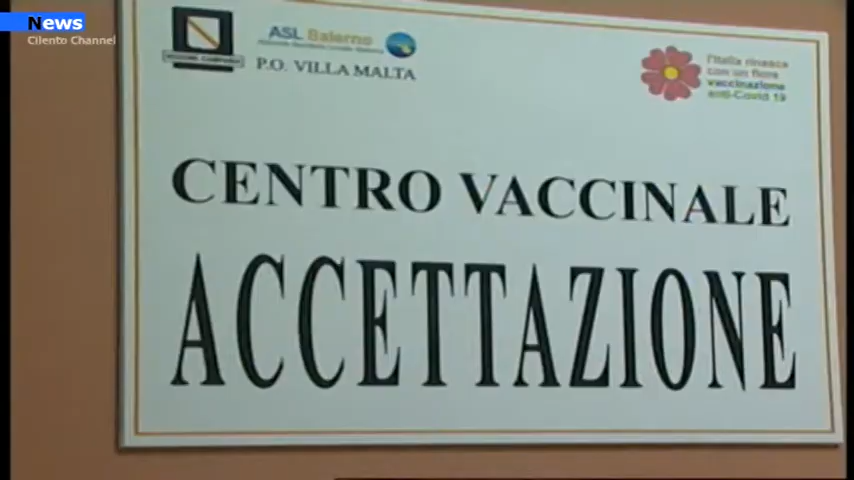 News
Cilento Channel
ASL Salerno
P.O. VILLA MALTA
l'Italia rinasce
con un fiore
vaccinazione
anti-Covid 19
CENTRO VACCINALE
ACCETTAZIONE